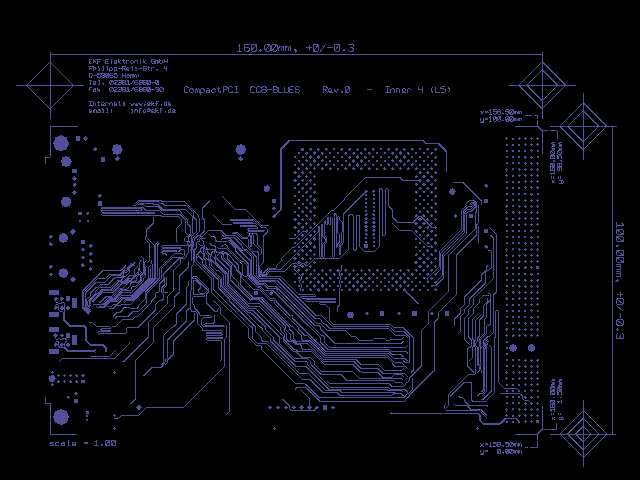 160.00mm, +0/-0.3
EKF Elektronik GmbH
Philipp-Reis-Str. 4
D-59065 Hamm
Tel. 02381/6890-0
Fax 02381/6890-90
Internet: www.ekf.de
email: info@ekf.de
CompactPCI CC8-BLUES Rev.0 - Inner 4 (L5)
x=158.50mm
y=100.00mm
x=160.00mm
y= 98.50mm
100.00mm, +0/-0.3
x=160.00mm
y= 1.50mm
x=158.50mm
y= 0.00mm
scale = 1.00